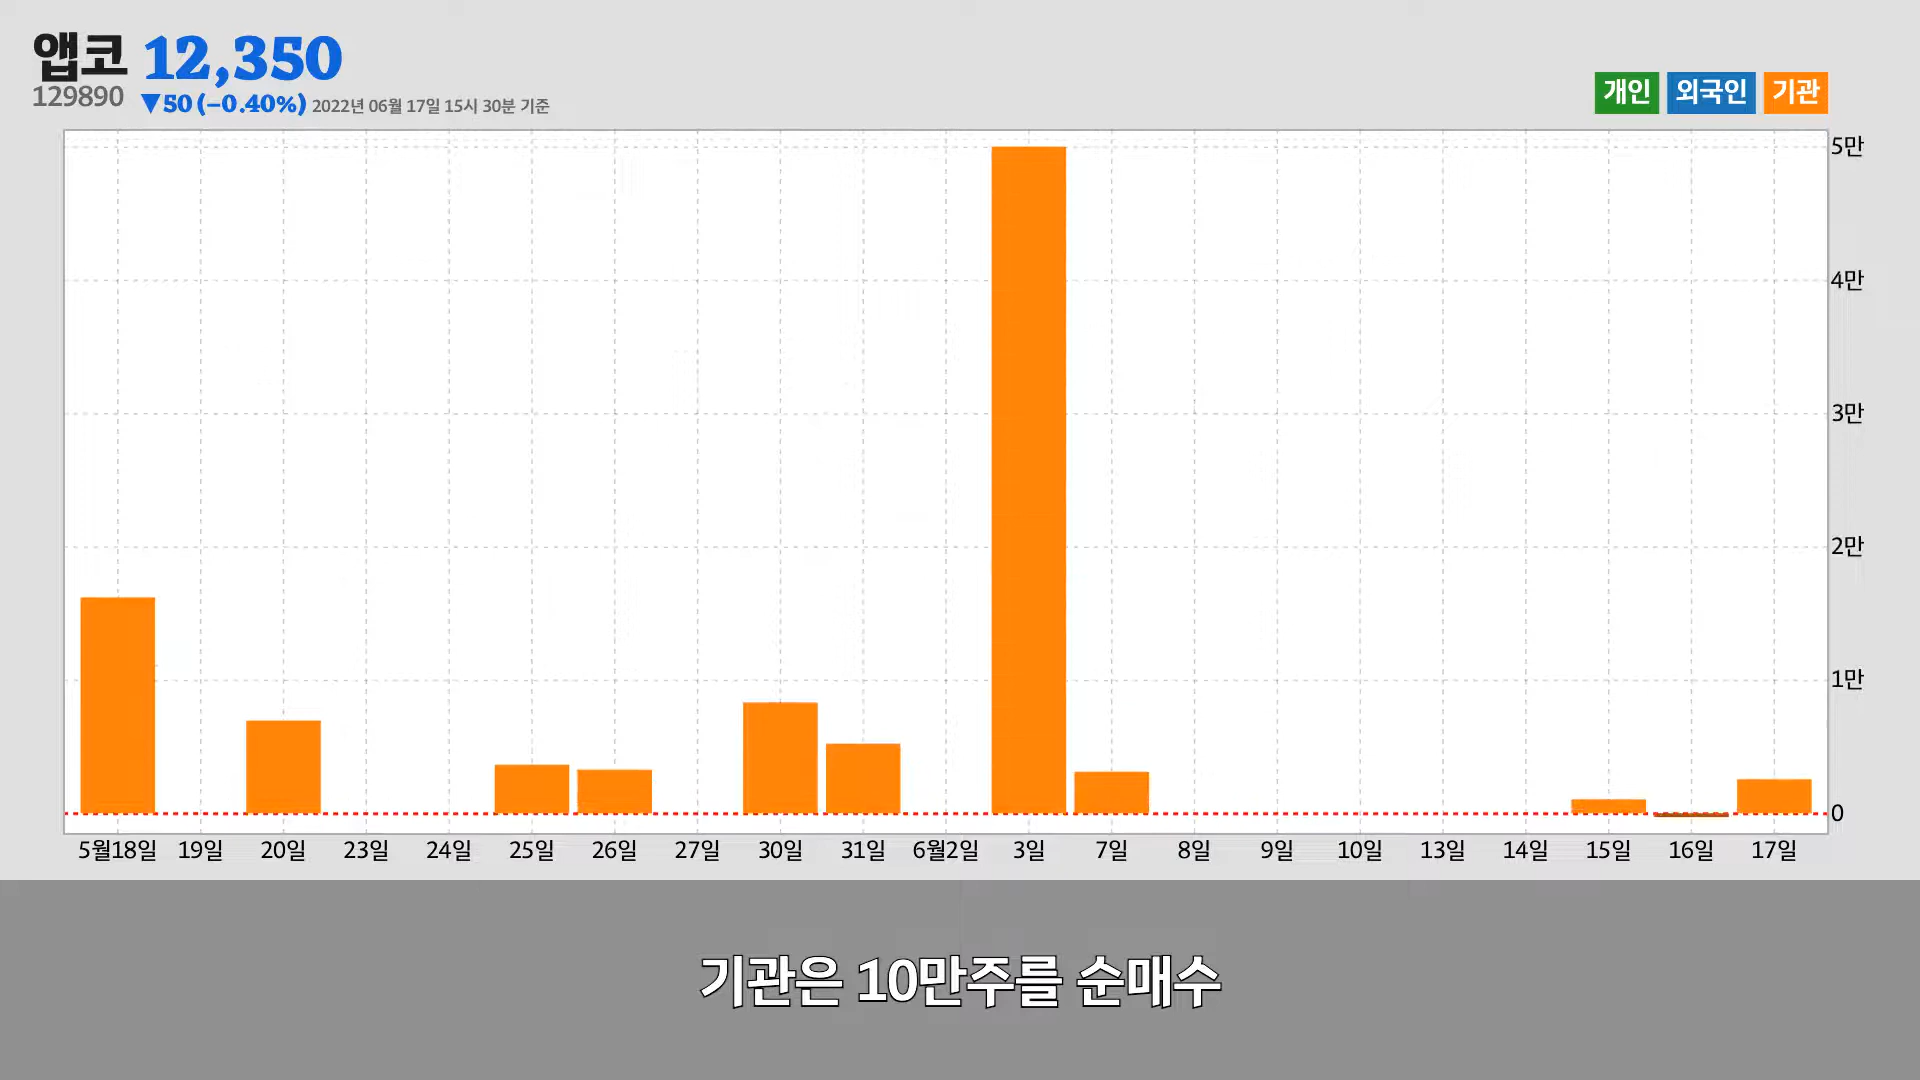 앱코 12,350
129890 ▼50 (−0.40%) 2022년 06월 17일 15시 30분 기준
개인 외국인 기관
5만
4만
3만
2만
1만
0
5월18일 19일 20일 23일 24일 25일 26일 27일 30일 31일 6월2일 3일 7일 8일 9일 10일 13일 14일 15일 16일 17일
기관은 10만주를 순매수